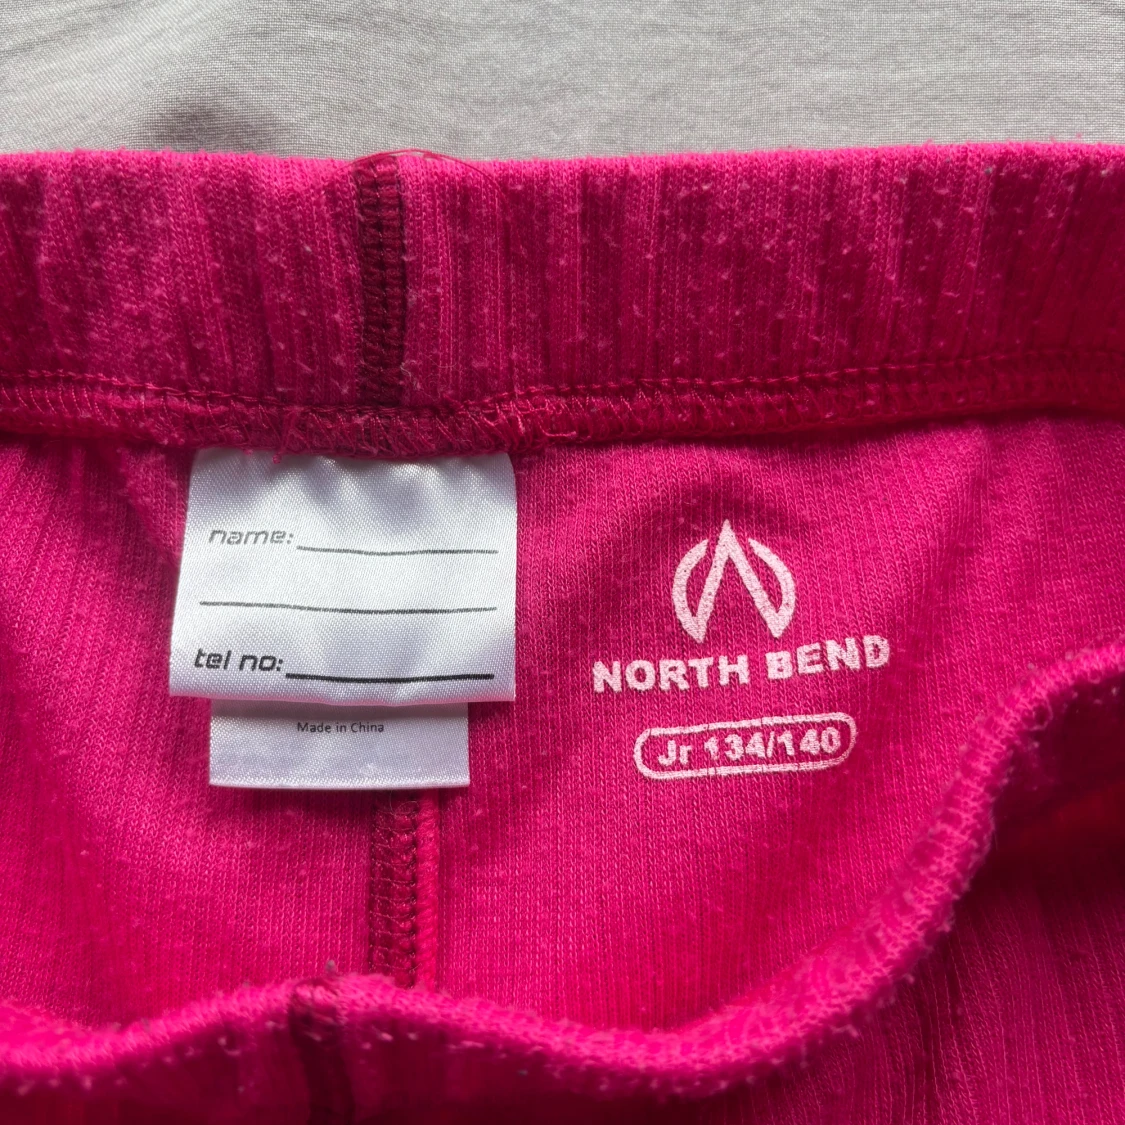 name:
tel no:
Made in China
NORTH BEND
Jr 134/140